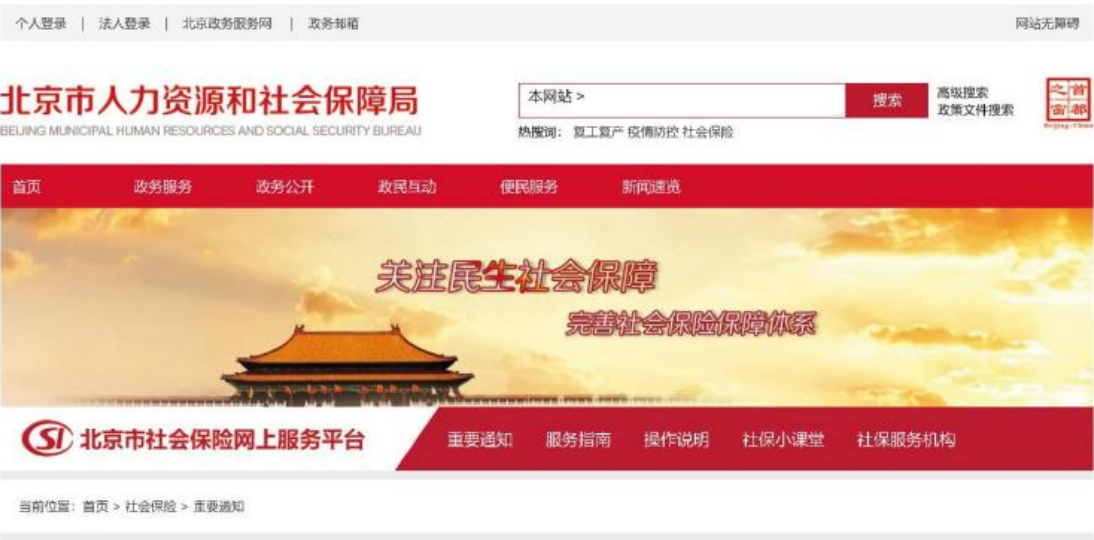 个人登录 | 法人登录 | 北京政务服务网 | 政务邮箱 网站无障碍
北京市人力资源和社会保障局
BEIJING MUNICIPAL HUMAN RESOURCES AND SOCIAL SECURITY BUREAU
本网站 > 搜索
高级搜索
政策文件搜索
热搜词： 复工复产 疫情防控 社会保险
首都之窗
Beijing-China
首页 政务服务 政务公开 政民互动 便民服务 新闻速览
关注民生社会保障
完善社会保险保障体系
SI 北京市社会保险网上服务平台 重要通知 服务指南 操作说明 社保小课堂 社保服务机构
当前位置：首页 > 社会保险 > 重要通知